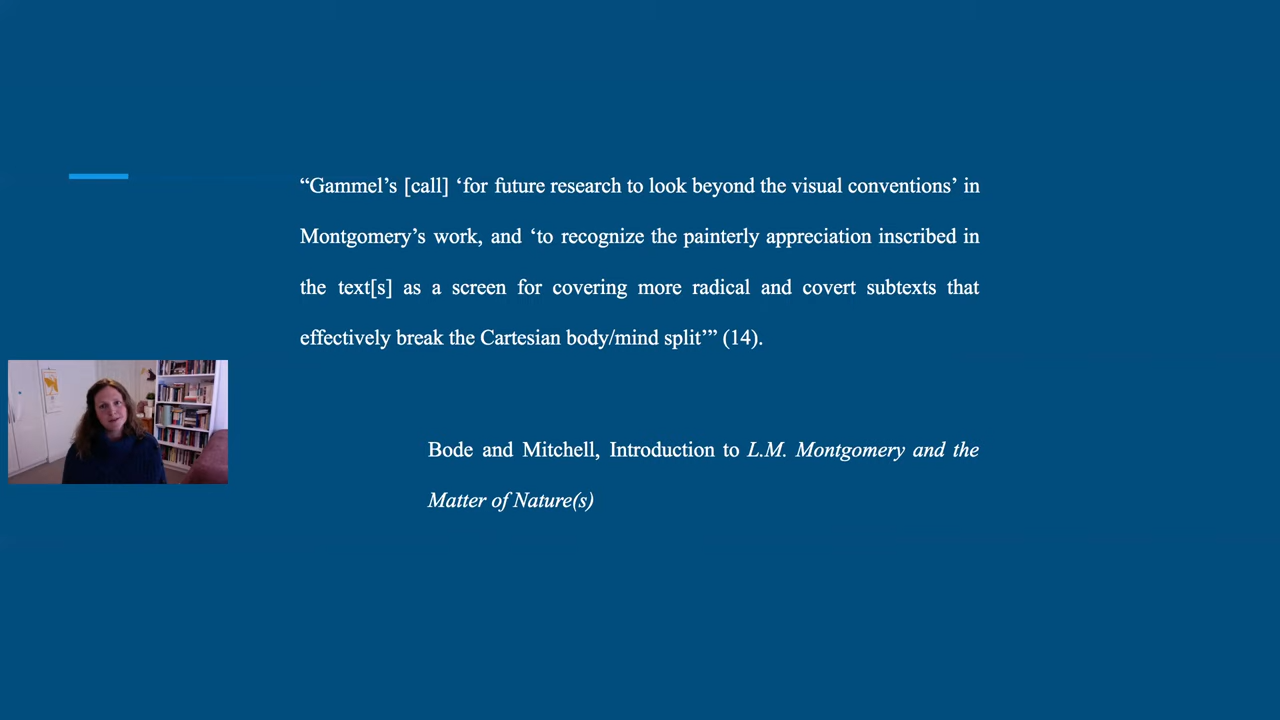 “Gammel’s [call] ‘for future research to look beyond the visual conventions’ in
Montgomery’s work, and ‘to recognize the painterly appreciation inscribed in
the text[s] as a screen for covering more radical and covert subtexts that
effectively break the Cartesian body/mind split’” (14).
Bode and Mitchell, Introduction to L.M. Montgomery and the
Matter of Nature(s)